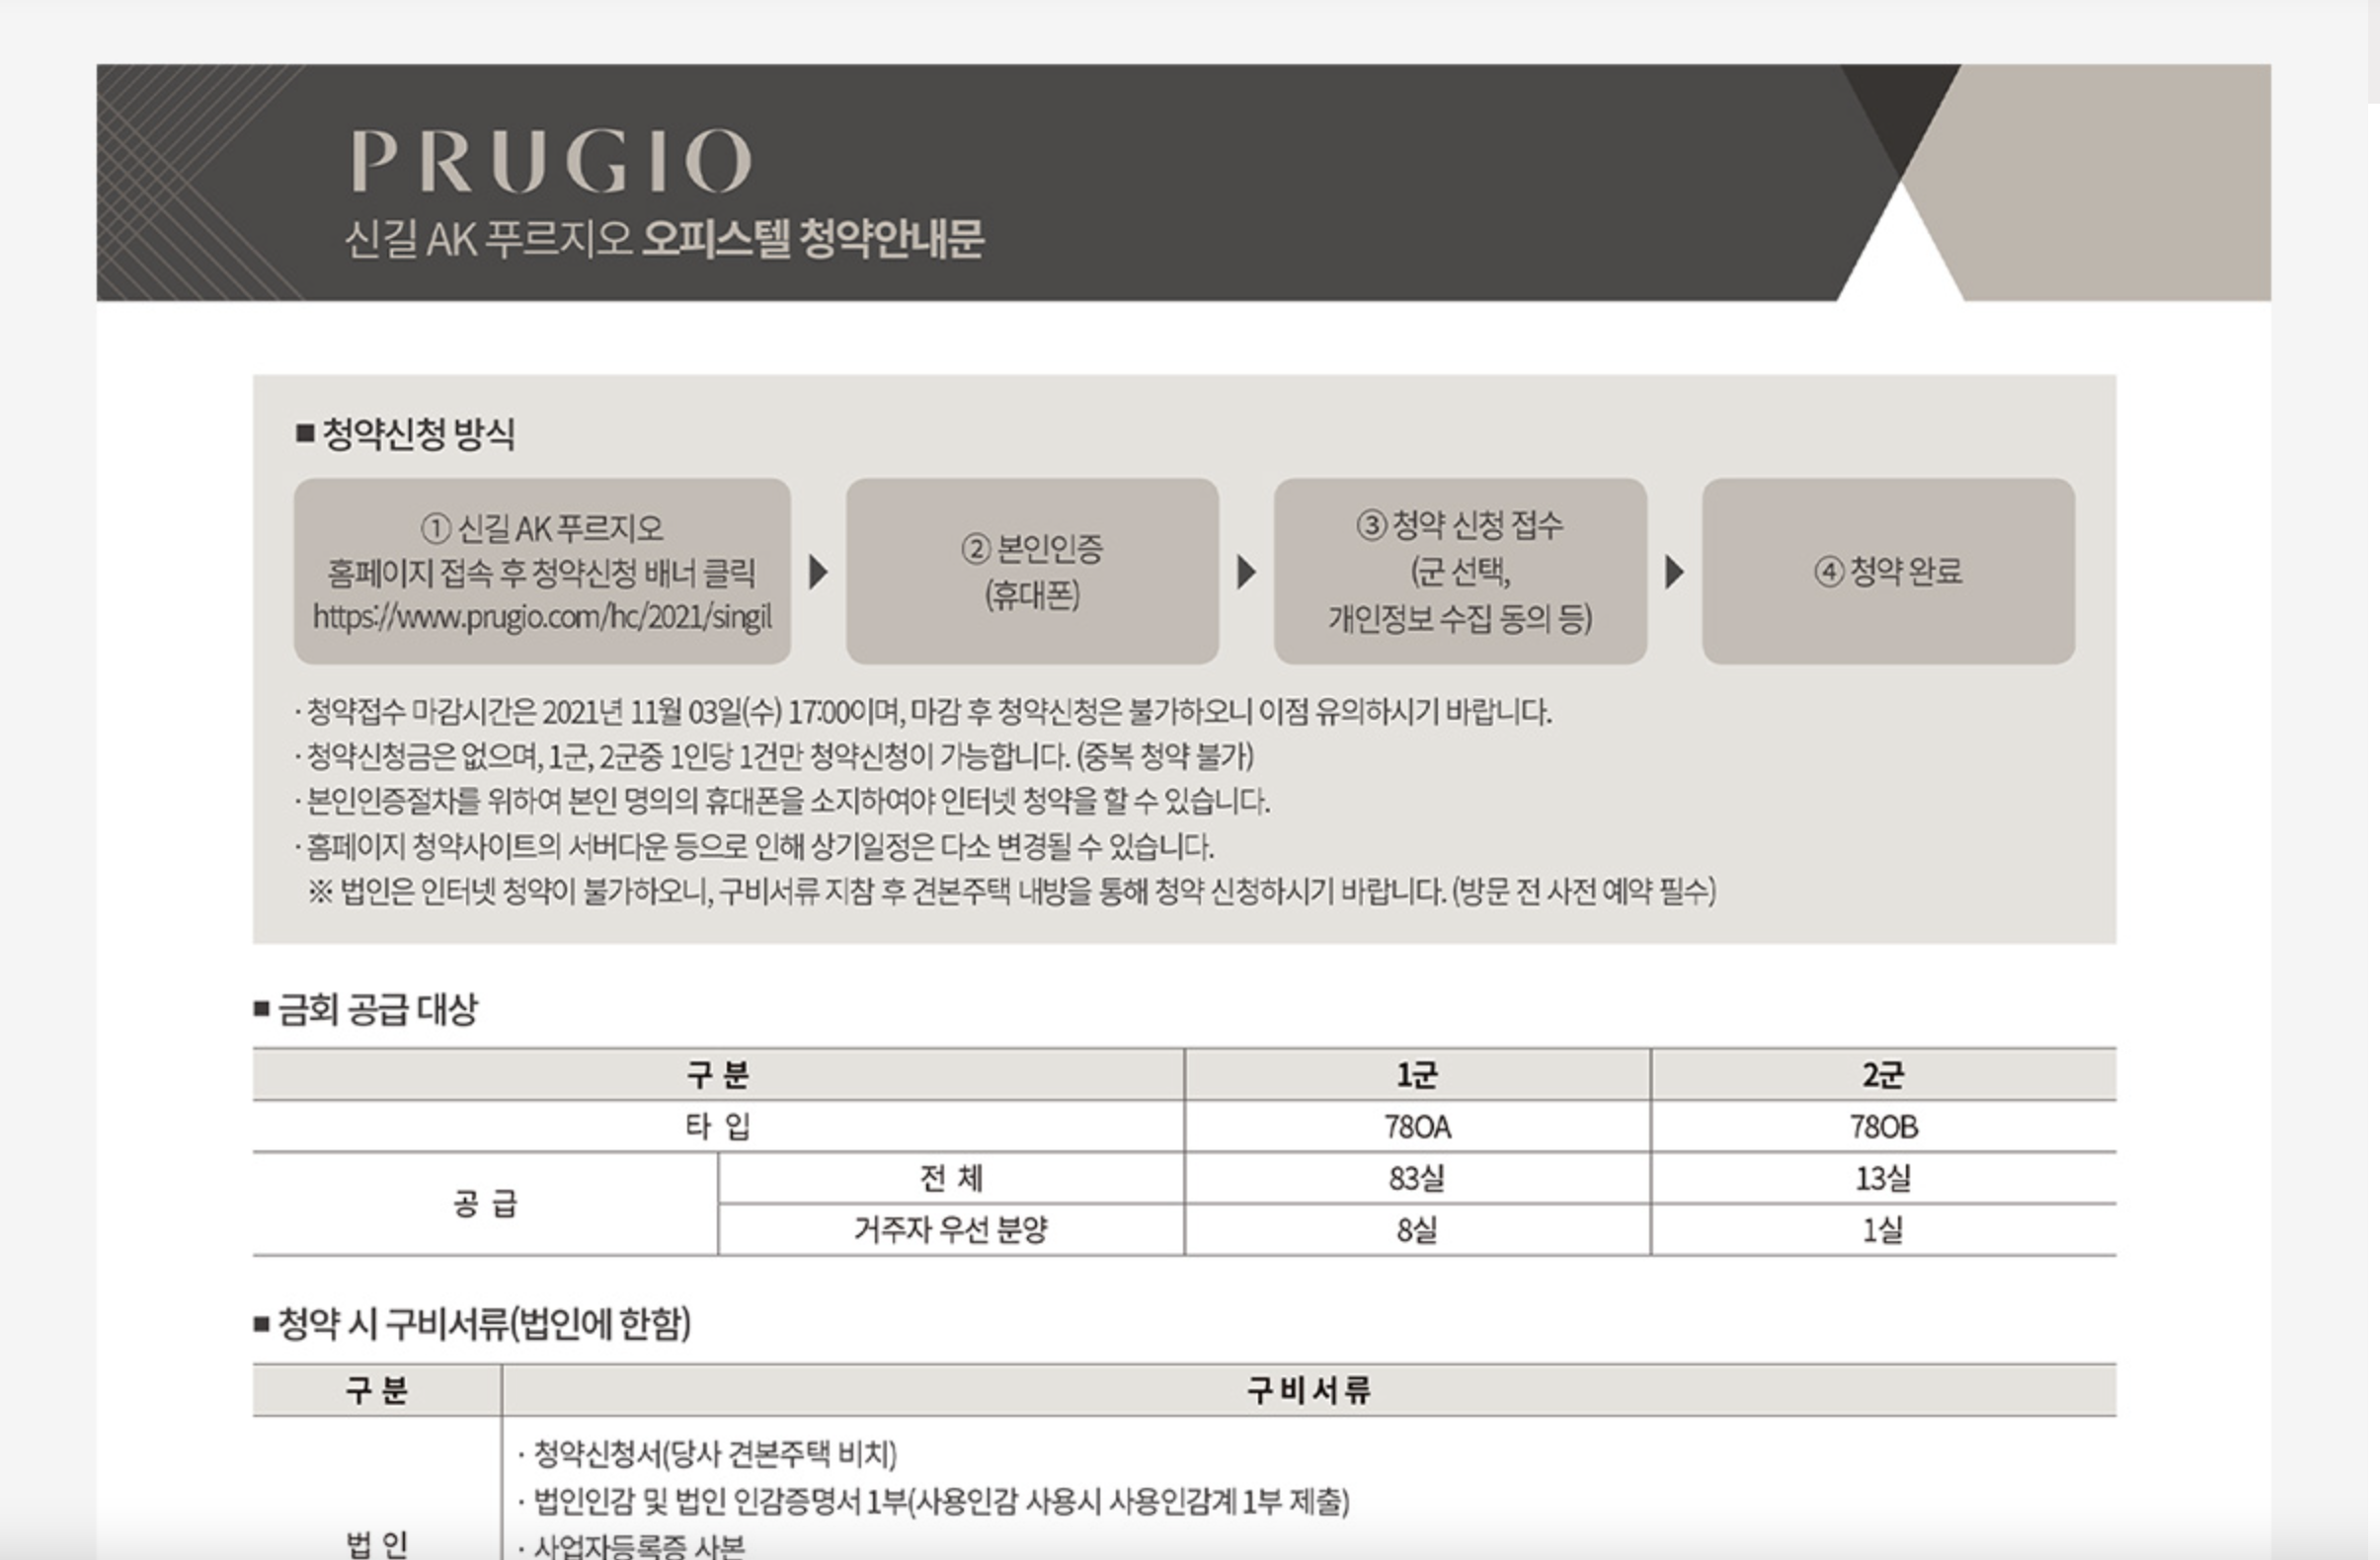 PRUGIO
신길 AK 푸르지오 오피스텔 청약안내문
■ 청약신청 방식
① 신길 AK 푸르지오
홈페이지 접속 후 청약신청 배너 클릭
https://www.prugio.com/hc/2021/singil
② 본인인증
(휴대폰)
③ 청약 신청 접수
(군 선택,
개인정보 수집 동의 등)
④ 청약 완료
· 청약접수 마감시간은 2021년 11월 03일(수) 17:00이며, 마감 후 청약신청은 불가하오니 이점 유의하시기 바랍니다.
· 청약신청금은 없으며, 1군, 2군중 1인당 1건만 청약신청이 가능합니다. (중복 청약 불가)
· 본인인증절차를 위하여 본인 명의의 휴대폰을 소지하여야 인터넷 청약을 할 수 있습니다.
· 홈페이지 청약사이트의 서버다운 등으로 인해 상기일정은 다소 변경될 수 있습니다.
※ 법인은 인터넷 청약이 불가하오니, 구비서류 지참 후 견본주택 내방을 통해 청약 신청하시기 바랍니다. (방문 전 사전 예약 필수)
■ 금회 공급 대상
구 분 1군 2군
타 입 78OA 78OB
공 급 전 체 83실 13실
거주자 우선 분양 8실 1실
■ 청약 시 구비서류(법인에 한함)
구 분 구 비 서 류
· 청약신청서(당사 견본주택 비치)
· 법인인감 및 법인 인감증명서 1부(사용인감 사용시 사용인감계 1부 제출)
법 인 · 사업자등록증 사본